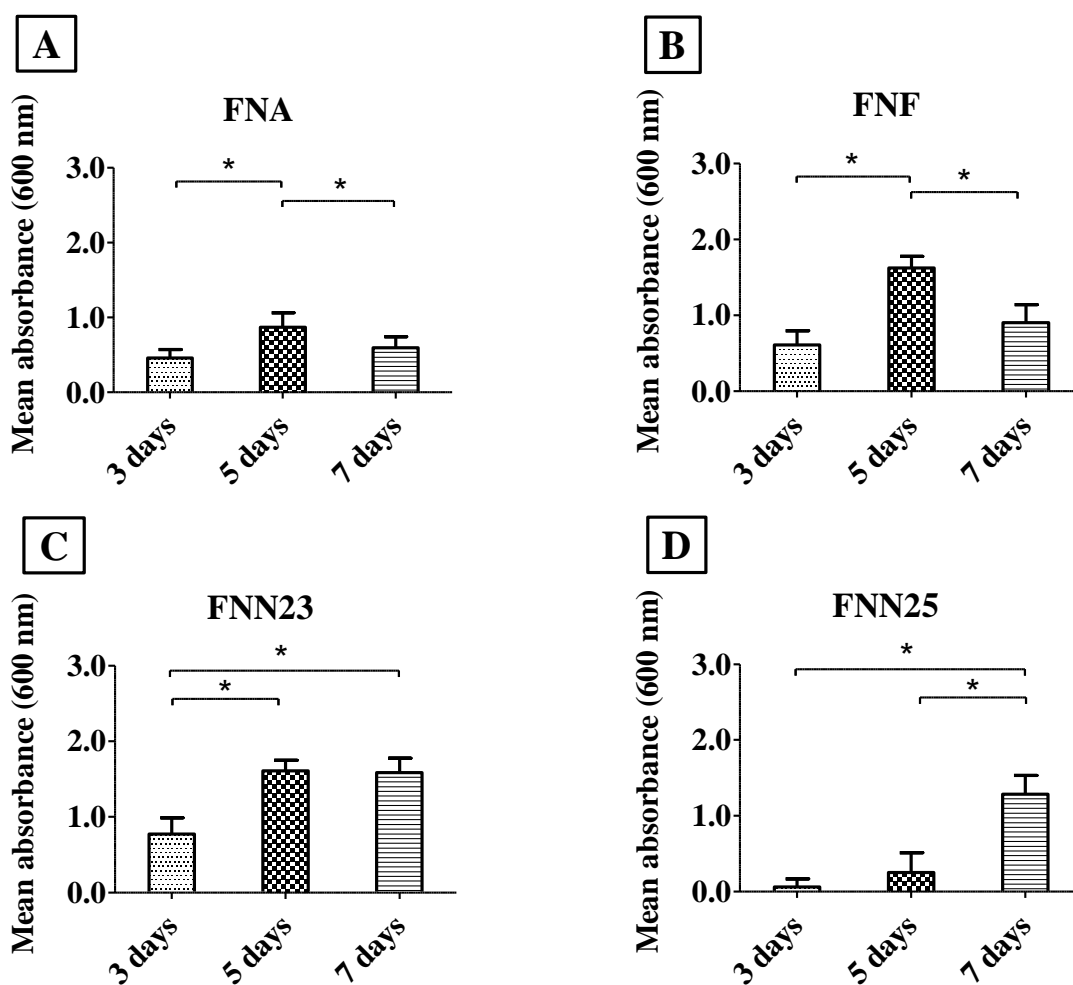 A
FNA
Mean absorbance (600 nm)
3.0
2.0
1.0
0.0
*
*
3 days
5 days
7 days
B
FNF
Mean absorbance (600 nm)
3.0
2.0
1.0
0.0
*
*
3 days
5 days
7 days
C
FNN23
Mean absorbance (600 nm)
3.0
2.0
1.0
0.0
*
*
3 days
5 days
7 days
D
FNN25
Mean absorbance (600 nm)
3.0
2.0
1.0
0.0
*
*
3 days
5 days
7 days